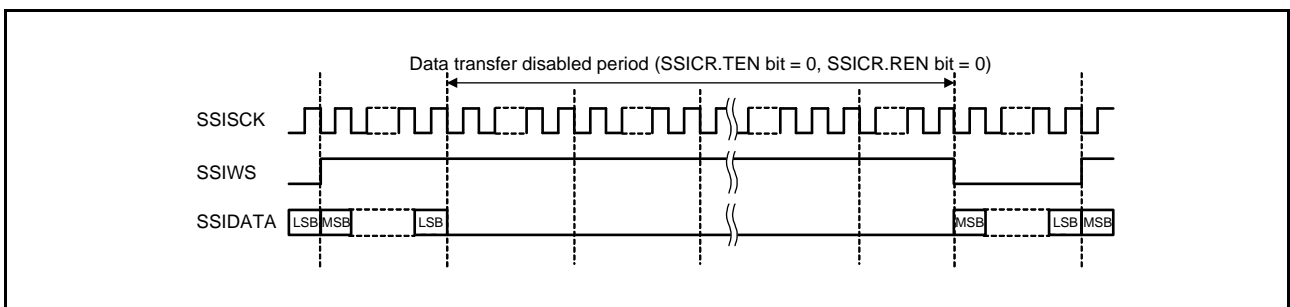 Data transfer disabled period (SSICR.TEN bit = 0, SSICR.REN bit = 0)
SSISCK
SSIWS
SSIDATA LSB MSB LSB MSB LSB MSB